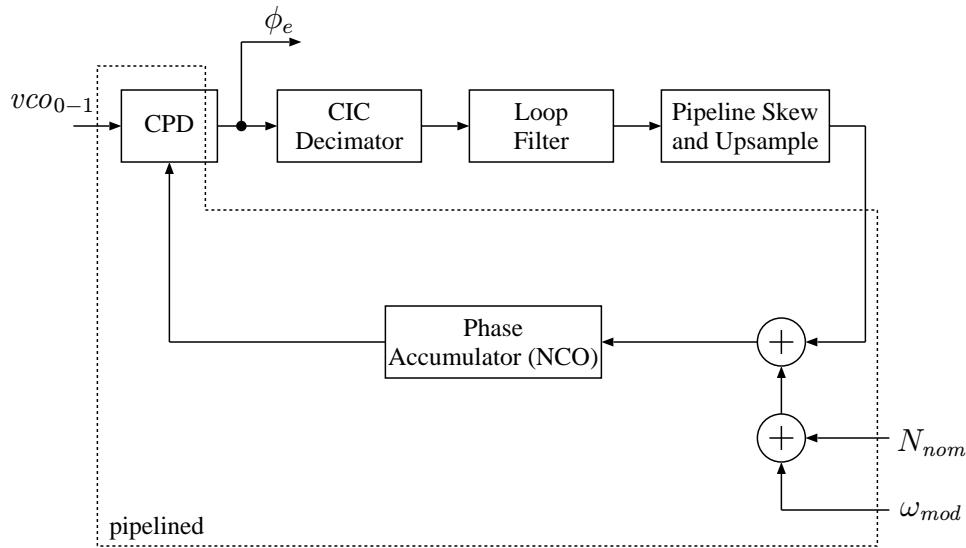 ϕ_e
vco_{0−1}
CPD
CIC
Decimator
Loop
Filter
Pipeline Skew
and Upsample
Phase
Accumulator (NCO)
+
+
N_{nom}
ω_{mod}
pipelined